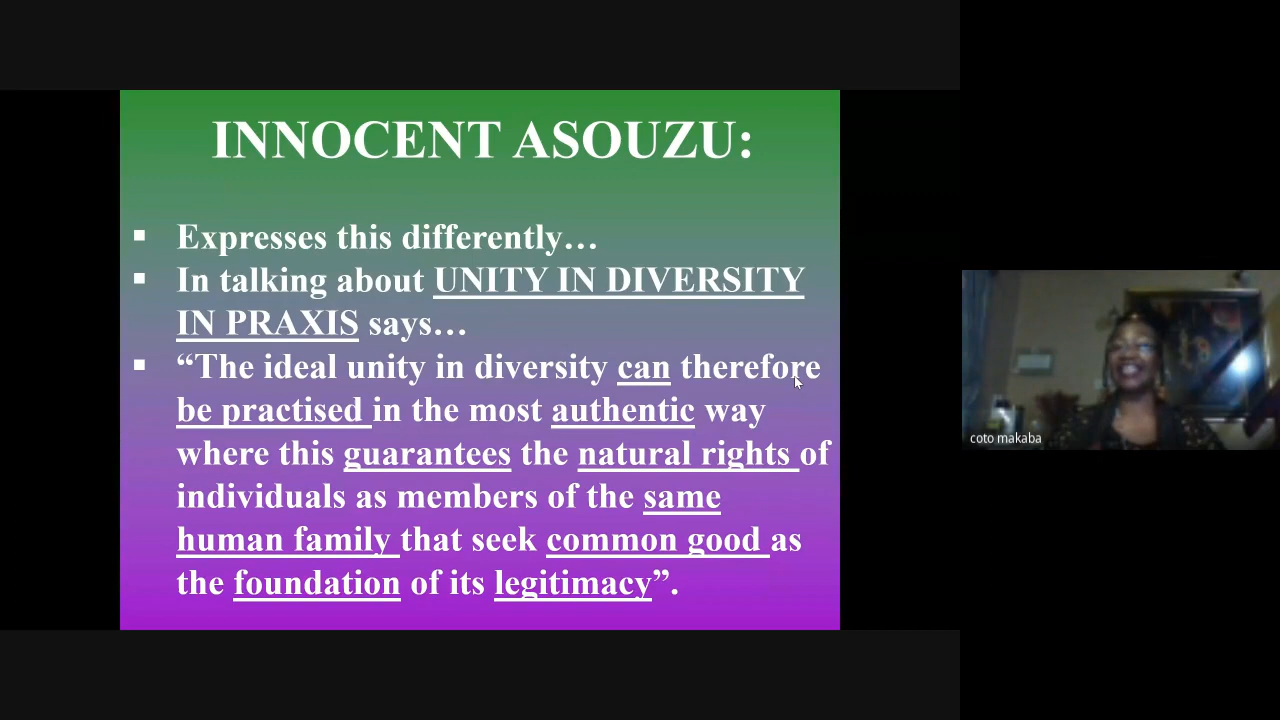 INNOCENT ASOUZU:
▪ Expresses this differently…
▪ In talking about UNITY IN DIVERSITY
IN PRAXIS says…
▪ “The ideal unity in diversity can therefore
be practised in the most authentic way
where this guarantees the natural rights of
individuals as members of the same
human family that seek common good as
the foundation of its legitimacy”.
coto makaba